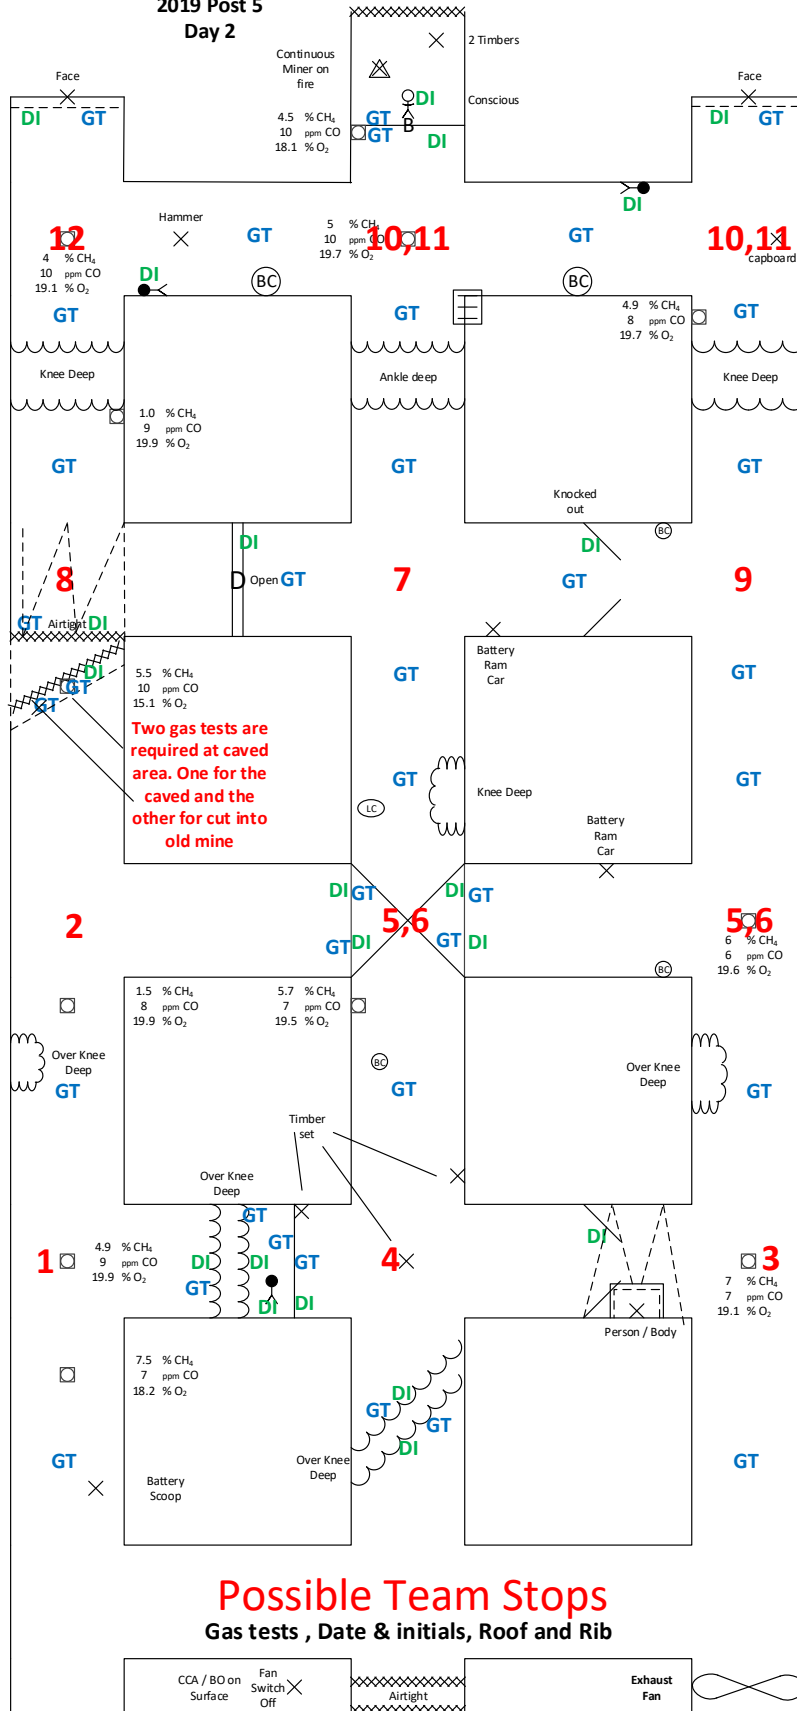 2019 Post 5
Day 2
Continuous
Miner on
fire
2 Timbers
Conscious
Face
Face
DI
GT
DI
GT
DI
B
4.5 % CH₄
10 ppm CO
18.1 % O₂
GT
GT
DI
DI
12
Hammer
GT
5 % CH₄
10 ppm CO
19.7 % O₂
10,11
GT
10,11
capboard
4 % CH₄
10 ppm CO
19.1 % O₂
DI
BC
BC
GT
GT
4.9 % CH₄
8 ppm CO
19.7 % O₂
GT
Knee Deep
Ankle deep
Knee Deep
1.0 % CH₄
9 ppm CO
19.9 % O₂
GT
GT
GT
Knocked
out
BC
DI
DI
8
D
Open
GT
7
GT
9
GT
Airtight
DI
Battery
Ram
Car
DI
GT
GT
5.5 % CH₄
10 ppm CO
15.1 % O₂
GT
GT
Two gas tests are
required at caved
area. One for the
caved and the
other for cut into
old mine
GT
Knee Deep
GT
LC
Battery
Ram
Car
DI
GT
DI
GT
2
5,6
5,6
GT
DI
GT
DI
6 % CH₄
6 ppm CO
19.6 % O₂
BC
1.5 % CH₄
8 ppm CO
19.9 % O₂
5.7 % CH₄
7 ppm CO
19.5 % O₂
Over Knee
Deep
GT
BC
GT
Over Knee
Deep
GT
Timber
set
Over Knee
Deep
GT
1
4.9 % CH₄
9 ppm CO
19.9 % O₂
DI
GT
DI
GT
GT
DI
DI
4
DI
3
7 % CH₄
7 ppm CO
19.1 % O₂
Person / Body
7.5 % CH₄
7 ppm CO
18.2 % O₂
DI
GT
GT
DI
GT
Battery
Scoop
Over Knee
Deep
GT
Possible Team Stops
Gas tests , Date & initials, Roof and Rib
CCA / BO on
Surface
Fan
Switch
Off
Airtight
Exhaust
Fan